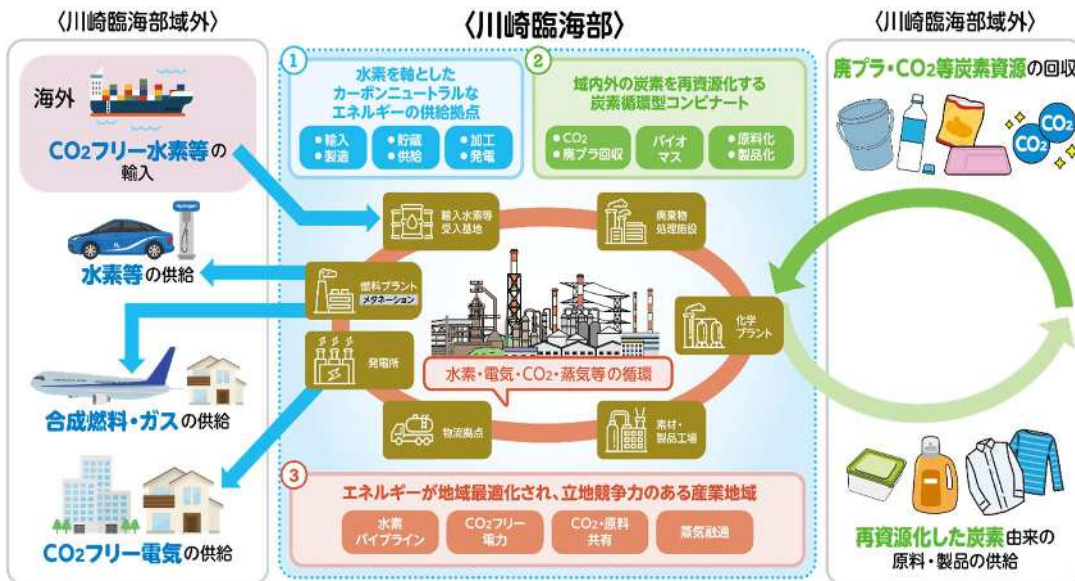 〈川崎臨海部域外〉
海外
CO2フリー水素等の
輸入
Hydrogen
水素等の供給
合成燃料・ガスの供給
CO2フリー電気の供給
〈川崎臨海部〉
1
水素を軸とした
カーボンニュートラルな
エネルギーの供給拠点
●輸入
●製造
●貯蔵
●供給
●加工
●発電
2
域内外の炭素を再資源化する
炭素循環型コンビナート
●CO2
●廃プラ回収
バイオ
マス
●原料化
●製品化
輸入水素等
受入基地
廃棄物
処理施設
燃料プラント
メタネーション
化学
プラント
発電所
水素・電気・CO2・蒸気等の循環
物流拠点
素材・
製品工場
3
エネルギーが地域最適化され、立地競争力のある産業地域
水素
パイプライン
CO2フリー
電力
CO2・原料
共有
蒸気融通
〈川崎臨海部域外〉
廃プラ・CO2等炭素資源の回収
CO2
CO2
再資源化した炭素由来の
原料・製品の供給